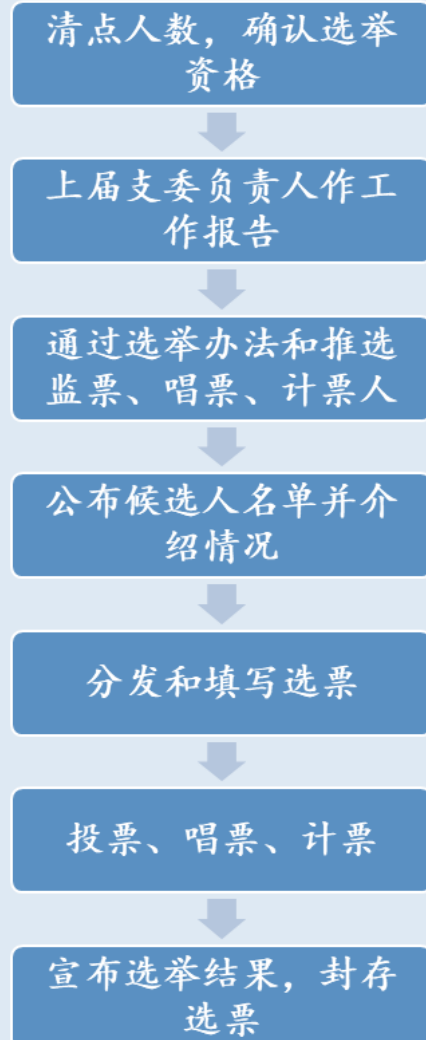 清点人数，确认选举
资格
上届支委负责人作工
作报告
通过选举办法和推选
监票、唱票、计票人
公布候选人名单并介
绍情况
分发和填写选票
投票、唱票、计票
宣布选举结果，封存
选票